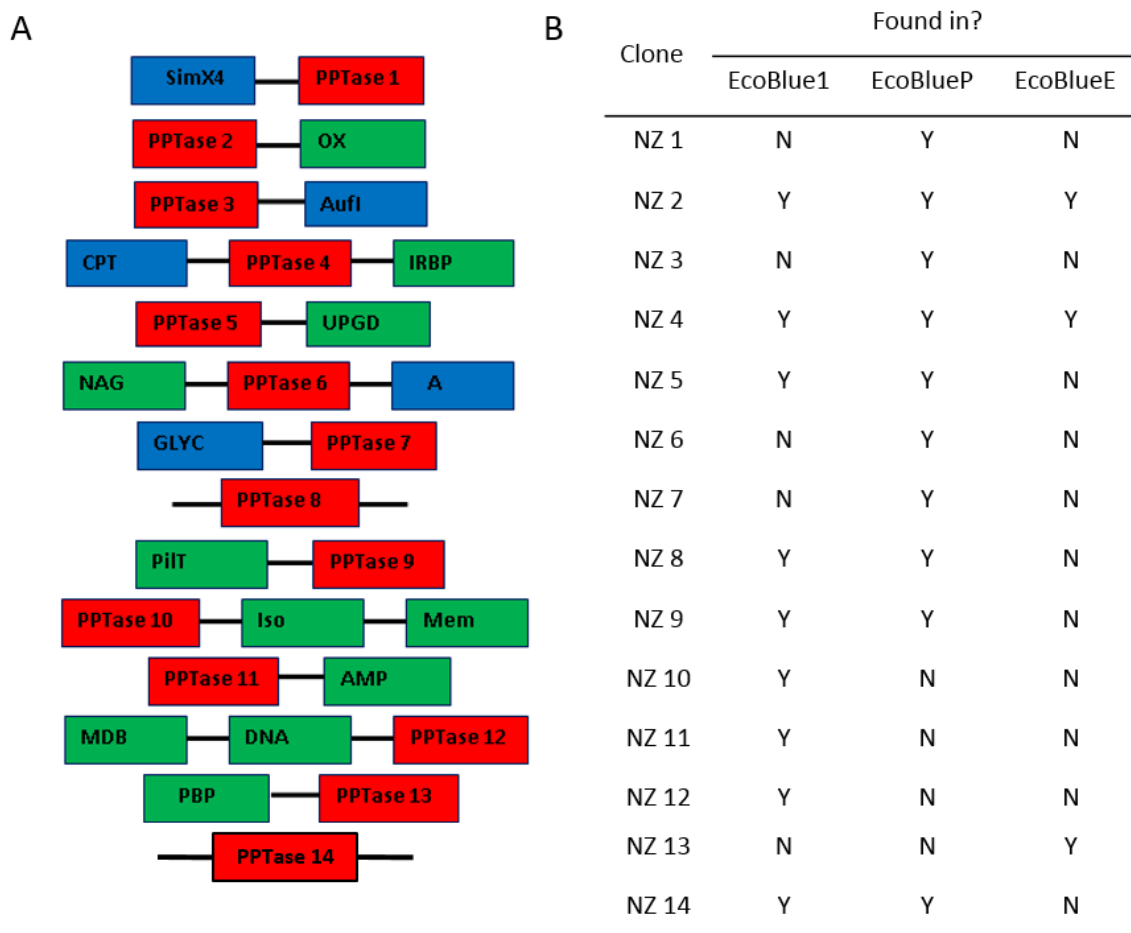 A
SimX4 PPTase 1
PPTase 2 OX
PPTase 3 AufI
CPT PPTase 4 IRBP
PPTase 5 UPGD
NAG PPTase 6 A
GLYC PPTase 7
PPTase 8
PilT PPTase 9
PPTase 10 Iso Mem
PPTase 11 AMP
MDB DNA PPTase 12
PBP PPTase 13
PPTase 14
B
Found in?
Clone
EcoBlue1 EcoBlueP EcoBlueE
NZ 1 N Y N
NZ 2 Y Y Y
NZ 3 N Y N
NZ 4 Y Y Y
NZ 5 Y Y N
NZ 6 N Y N
NZ 7 N Y N
NZ 8 Y Y N
NZ 9 Y Y N
NZ 10 Y N N
NZ 11 Y N N
NZ 12 Y N N
NZ 13 N N Y
NZ 14 Y Y N